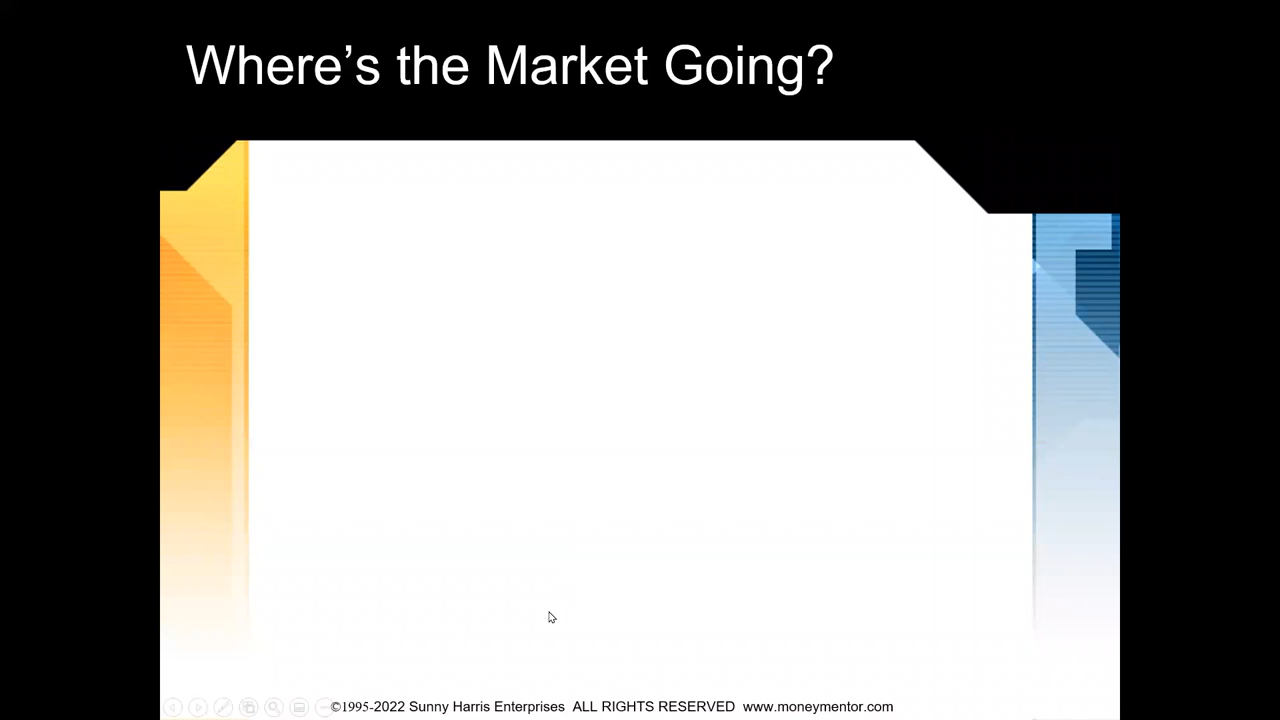 Where’s the Market Going?
©1995-2022 Sunny Harris Enterprises ALL RIGHTS RESERVED www.moneymentor.com